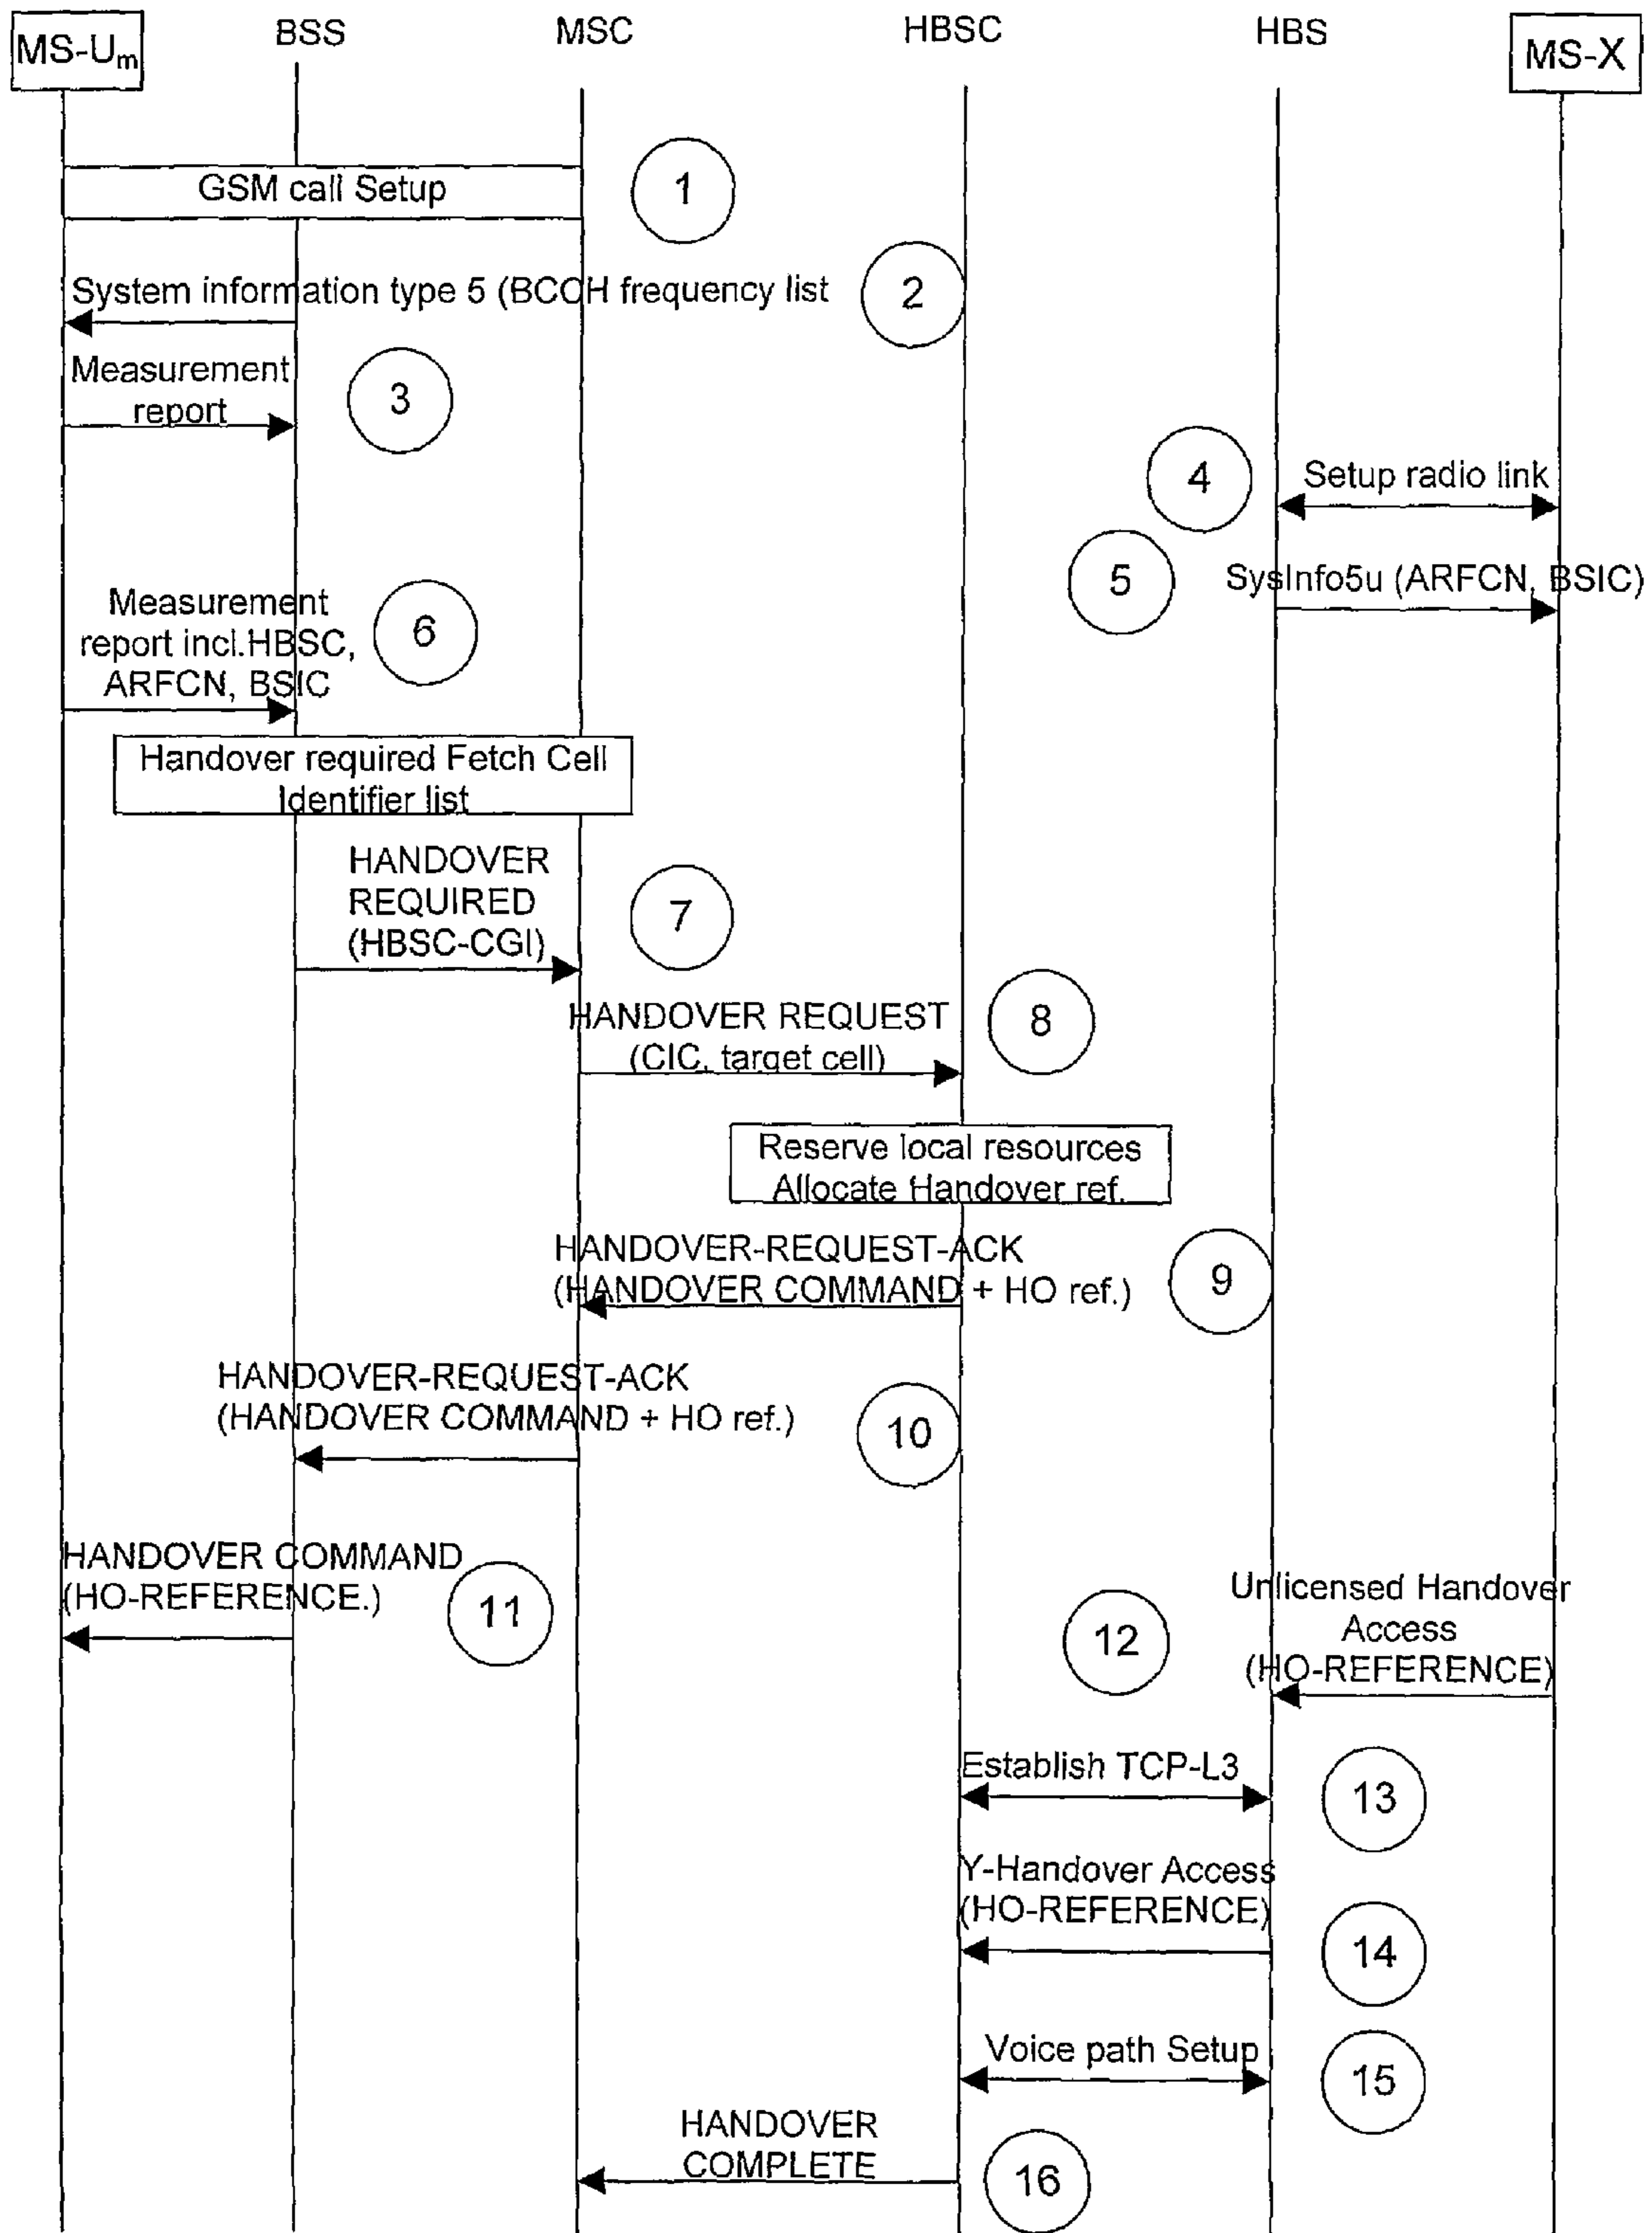 MS-Um
BSS
MSC
HBSC
HBS
MS-X
GSM call Setup
1
System information type 5 (BCCH frequency list
2
Measurement
report
3
4
Setup radio link
5
SysInfo5u (ARFCN, BSIC)
Measurement
report incl.HBSC,
ARFCN, BSIC
6
Handover required Fetch Cell
Identifier list
HANDOVER
REQUIRED
(HBSC-CGI)
7
HANDOVER REQUEST
(CIC, target cell)
8
Reserve local resources
Allocate Handover ref.
HANDOVER-REQUEST-ACK
(HANDOVER COMMAND + HO ref.)
9
HANDOVER-REQUEST-ACK
(HANDOVER COMMAND + HO ref.)
10
HANDOVER COMMAND
(HO-REFERENCE.)
11
12
Unlicensed Handover
Access
(HO-REFERENCE)
Establish TCP-L3
13
Y-Handover Access
(HO-REFERENCE)
14
Voice path Setup
15
HANDOVER
COMPLETE
16